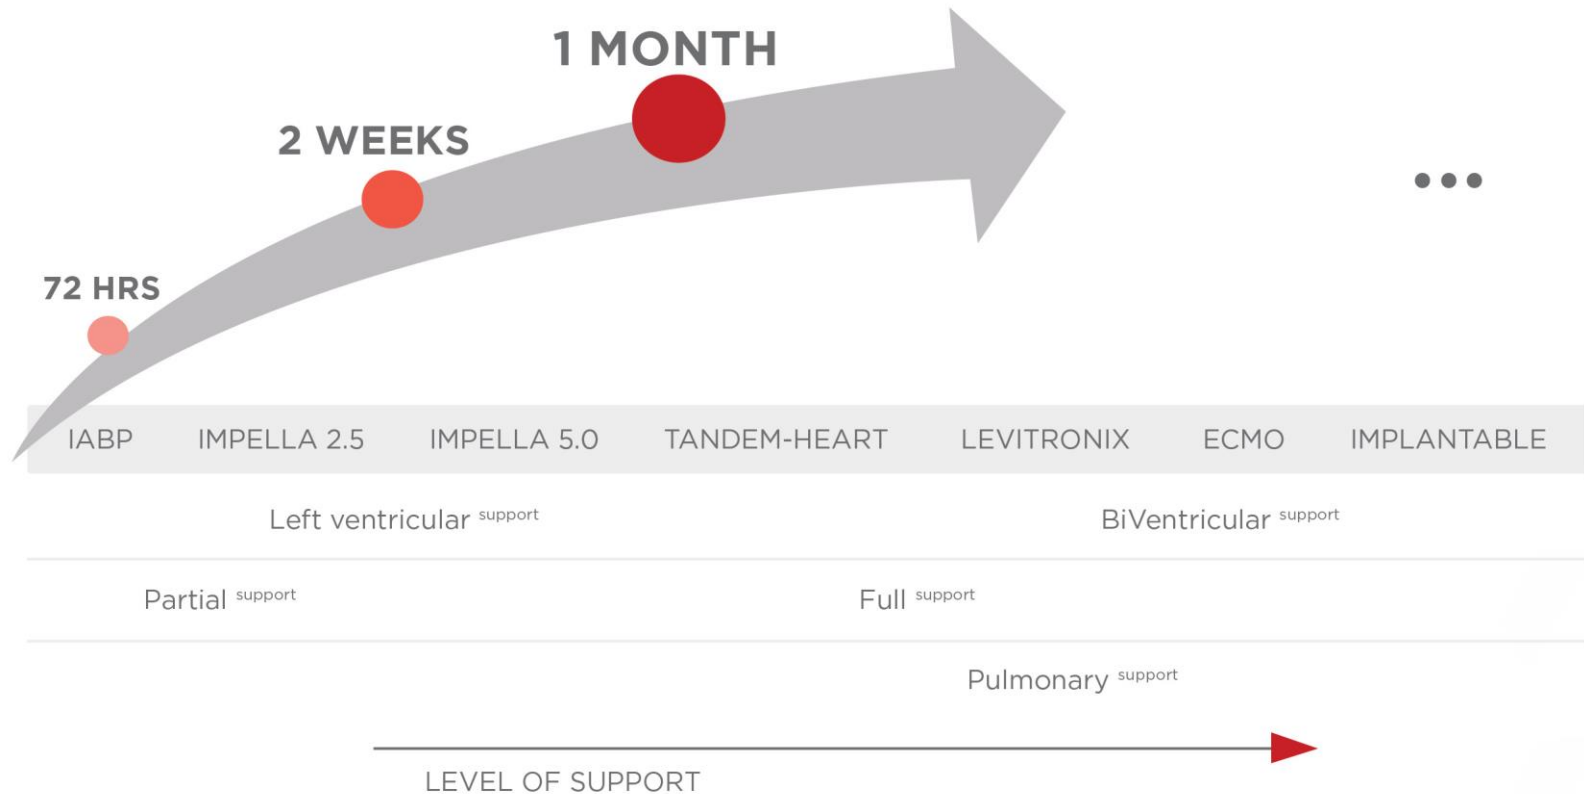 1 MONTH
2 WEEKS
72 HRS
IABP IMPELLA 2.5 IMPELLA 5.0 TANDEM-HEART LEVITRONIX ECMO IMPLANTABLE
Left ventricular support BiVentricular support
Partial support Full support
Pulmonary support
LEVEL OF SUPPORT